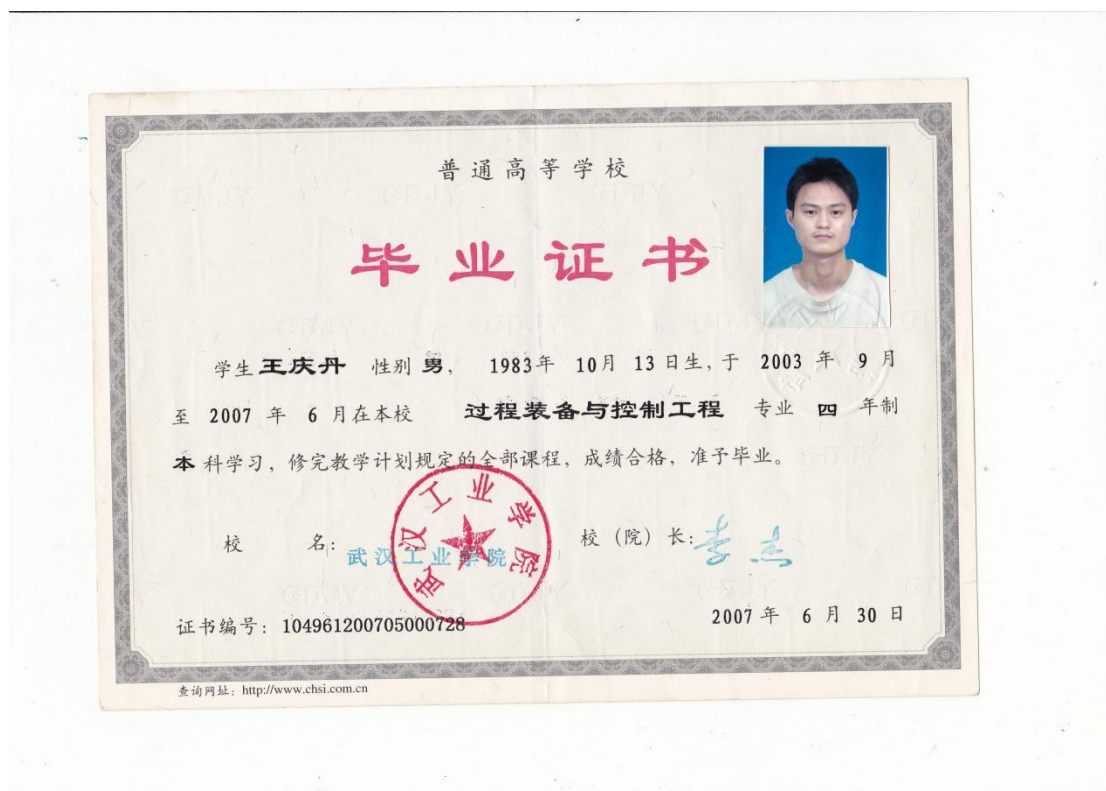 普通高等学校
毕业证书
学生 王庆丹 性别 男， 1983年 10月 13日生，于 2003 年 9 月
至 2007 年 6 月在本校 过程装备与控制工程 专业 四 年制
本 科学习，修完教学计划规定的全部课程，成绩合格，准予毕业。
校 名：武汉工业学院 校（院）长：李杰
武汉工业学院
证书编号：104961200705000728 2007 年 6 月 30 日
查询网址：http://www.chsi.com.cn